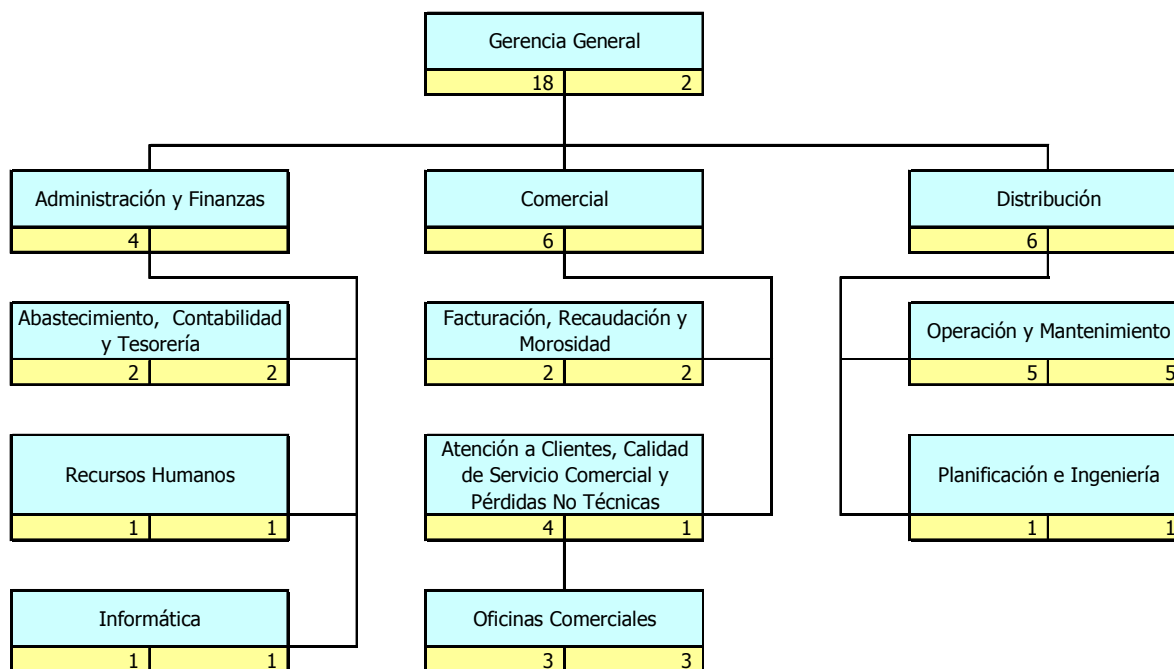 Gerencia General
18 2
Administración y Finanzas
4
Comercial
6
Distribución
6
Abastecimiento, Contabilidad
y Tesorería
2 2
Facturación, Recaudación y
Morosidad
2 2
Operación y Mantenimiento
5 5
Recursos Humanos
1 1
Atención a Clientes, Calidad
de Servicio Comercial y
Pérdidas No Técnicas
4 1
Planificación e Ingeniería
1 1
Informática
1 1
Oficinas Comerciales
3 3